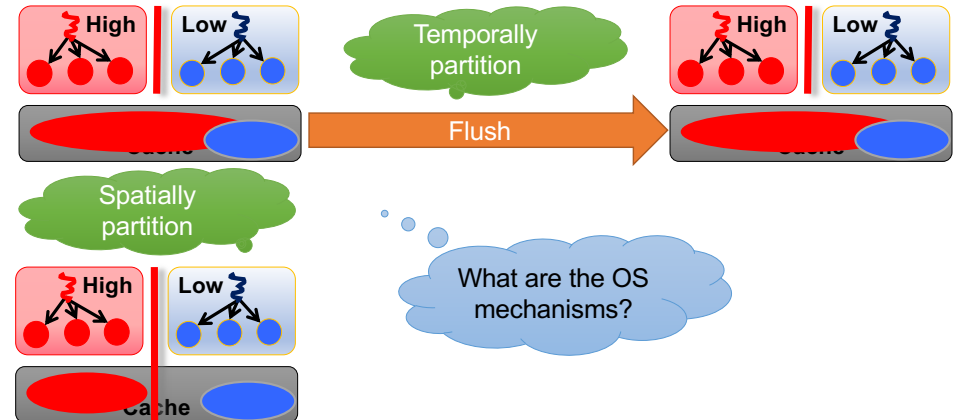 High
Low
Cache
Temporally
partition
Flush
High
Low
Cache
Spatially
partition
High
Low
Cache
What are the OS
mechanisms?